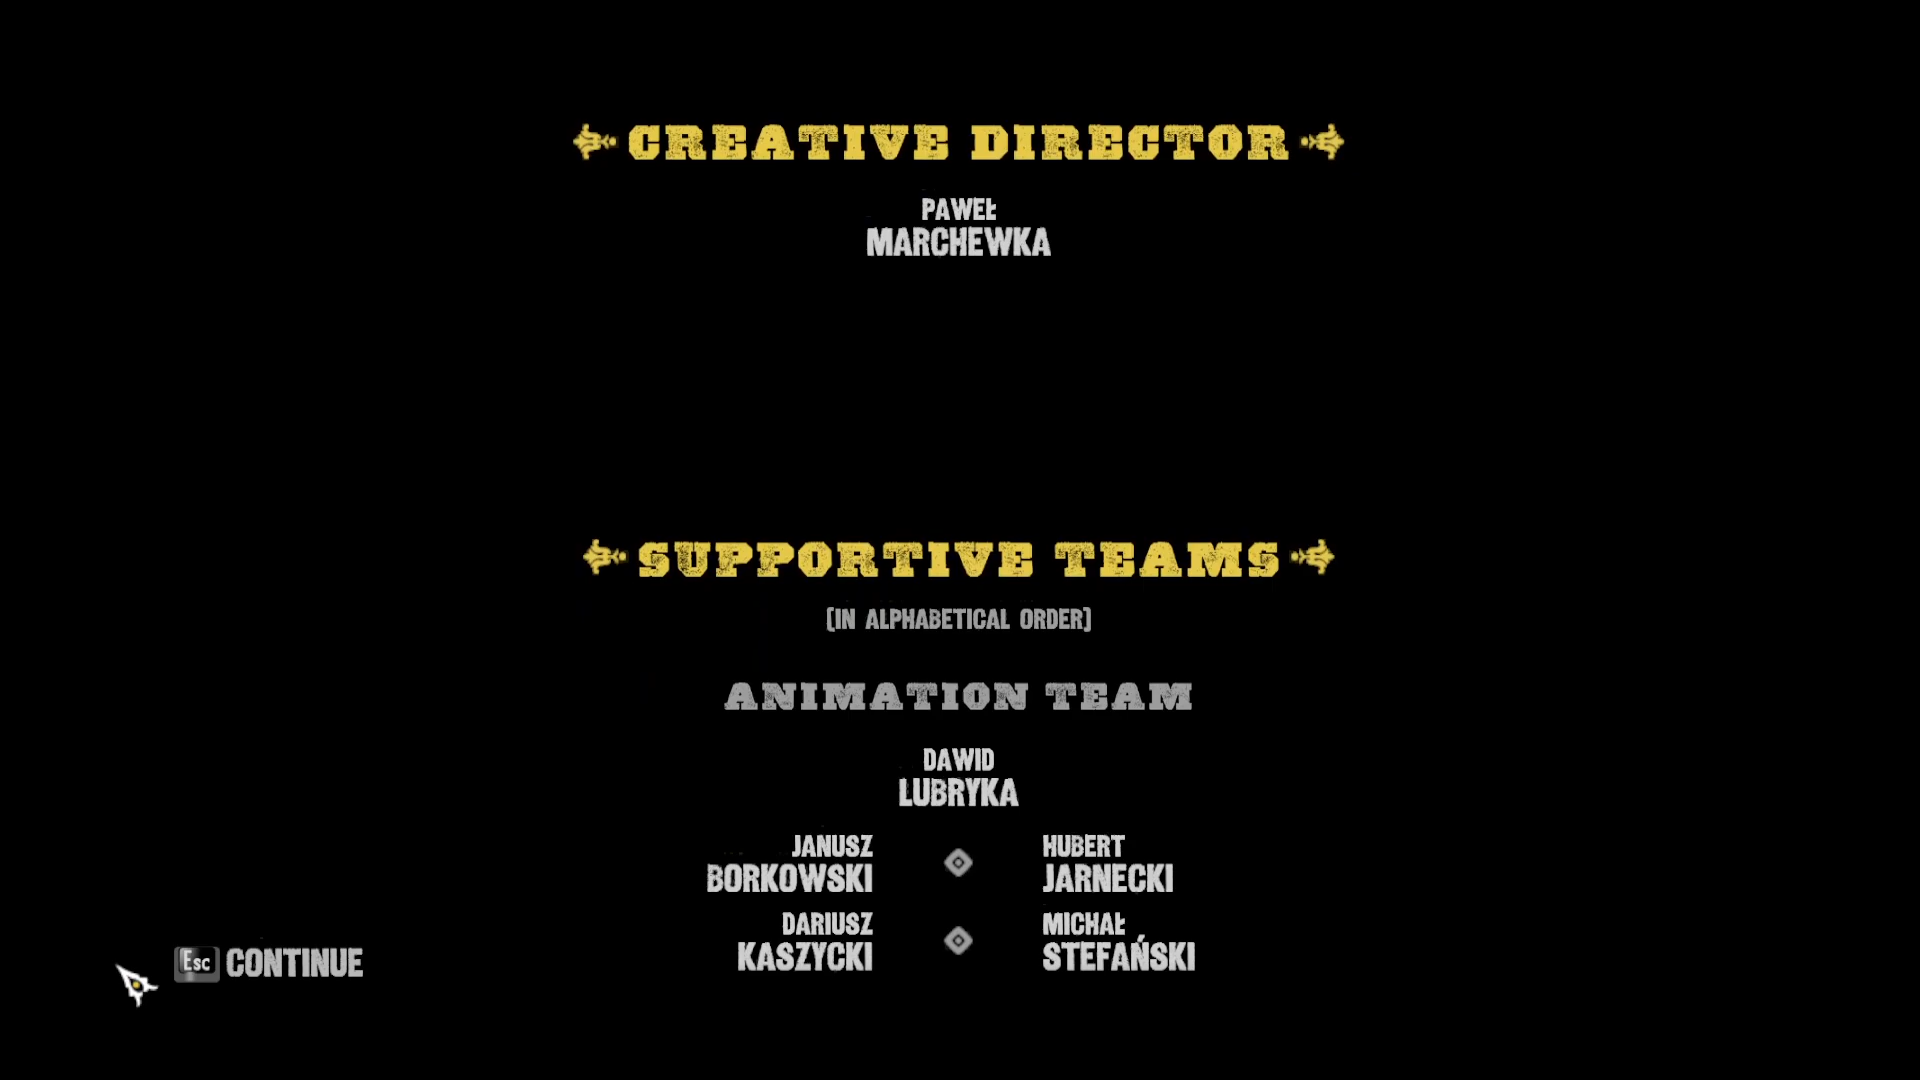 CREATIVE DIRECTOR
PAWEŁ
MARCHEWKA
SUPPORTIVE TEAMS
(IN ALPHABETICAL ORDER)
ANIMATION TEAM
DAWID
LUBRYKA
JANUSZ
BORKOWSKI
HUBERT
JARNECKI
DARIUSZ
KASZYCKI
MICHAŁ
STEFAŃSKI
Esc CONTINUE